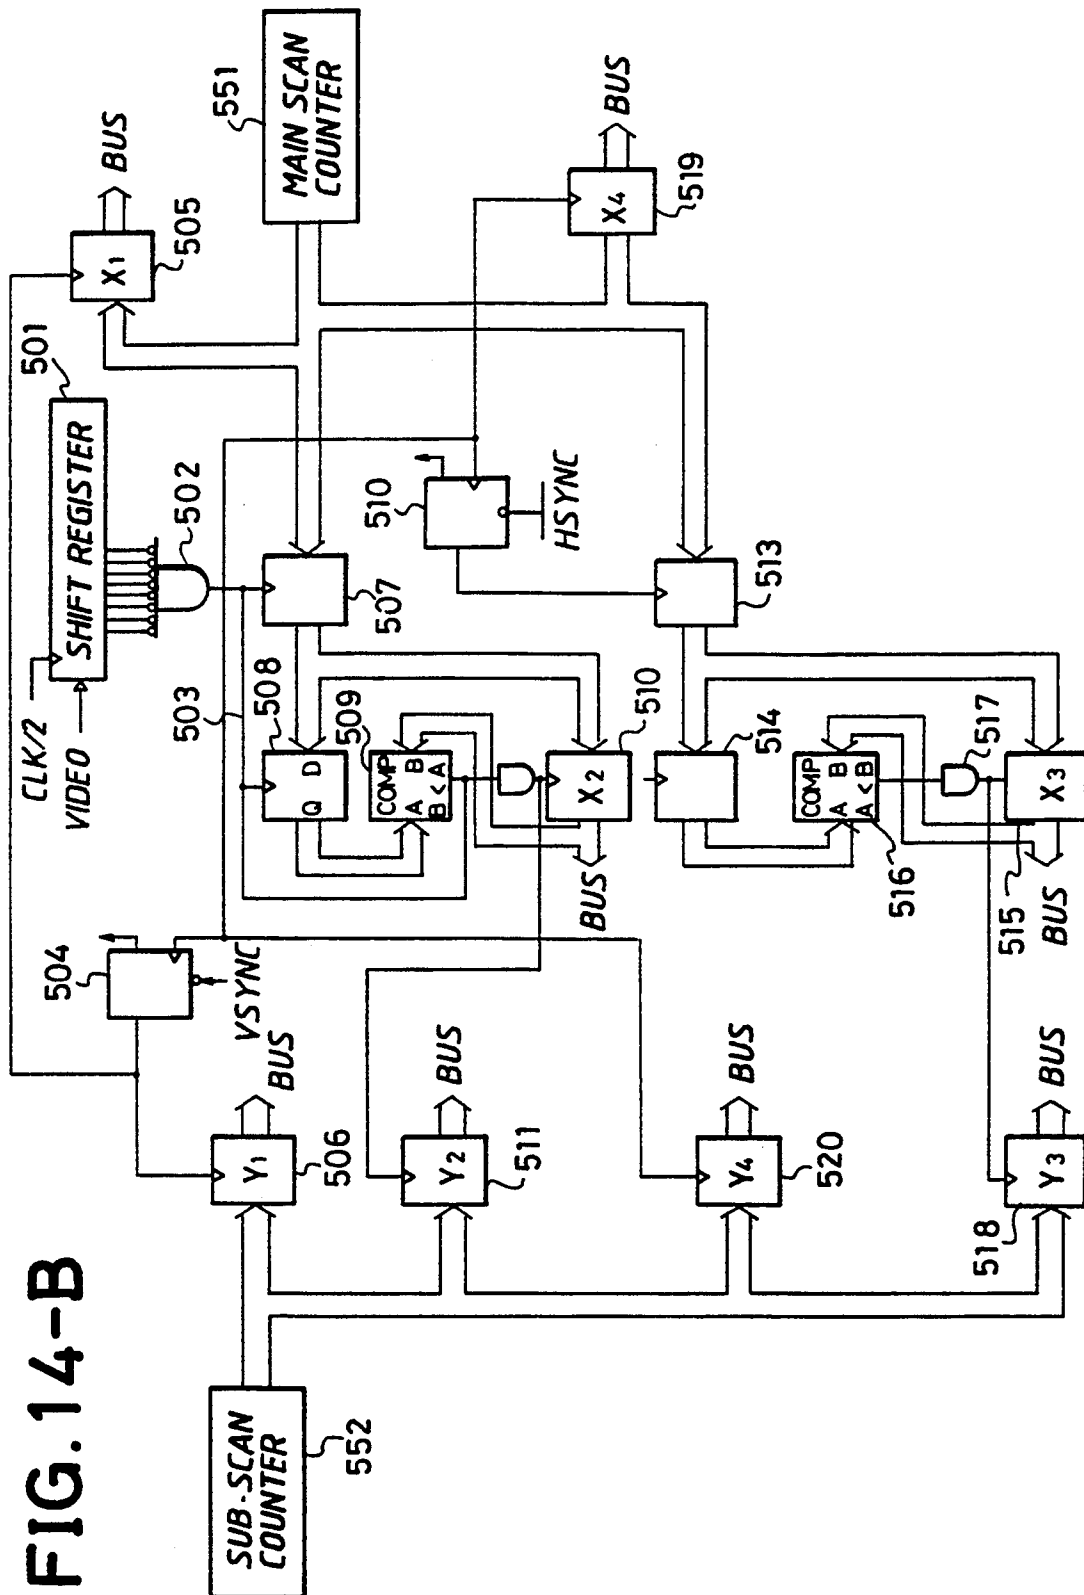 FIG.14-B
SUB-SCAN
COUNTER
552
Y1
506
BUS
Y2
511
BUS
Y4
520
BUS
Y3
518
BUS
504
VSYNC
CLK/2
VIDEO
SHIFT REGISTER
501
502
503
508
Q D
507
509
COMP
A B
B<A
X2
510
BUS
510
HSYNC
X1
505
BUS
MAIN SCAN
COUNTER
551
X4
519
BUS
513
514
COMP
A B
A<B
516
517
X3
515
BUS